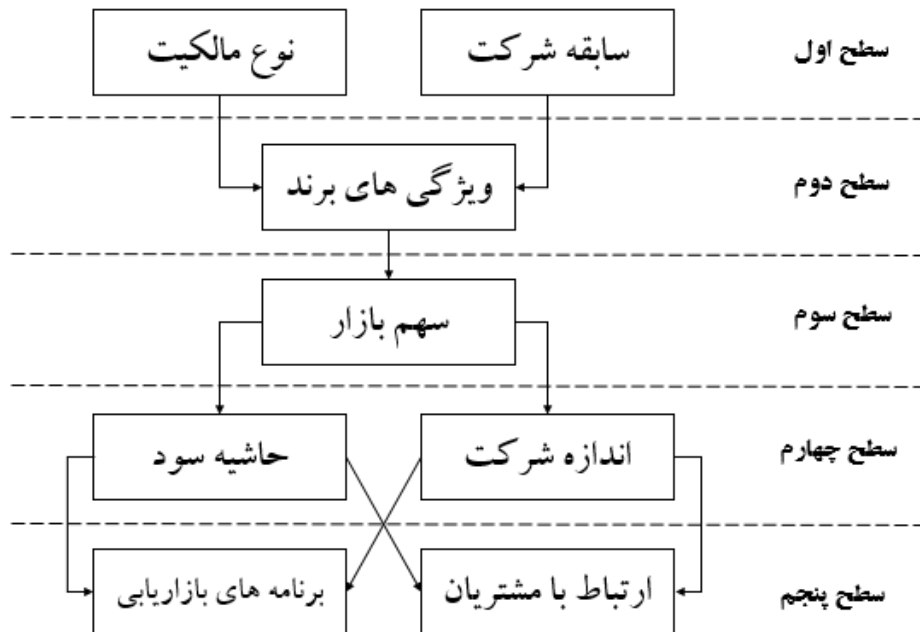 سابقه شرکت
نوع مالکیت
سطح اول
ویژگی های برند
سطح دوم
سهم بازار
سطح سوم
اندازه شرکت
حاشیه سود
سطح چهارم
ارتباط با مشتریان
برنامه های بازاریابی
سطح پنجم